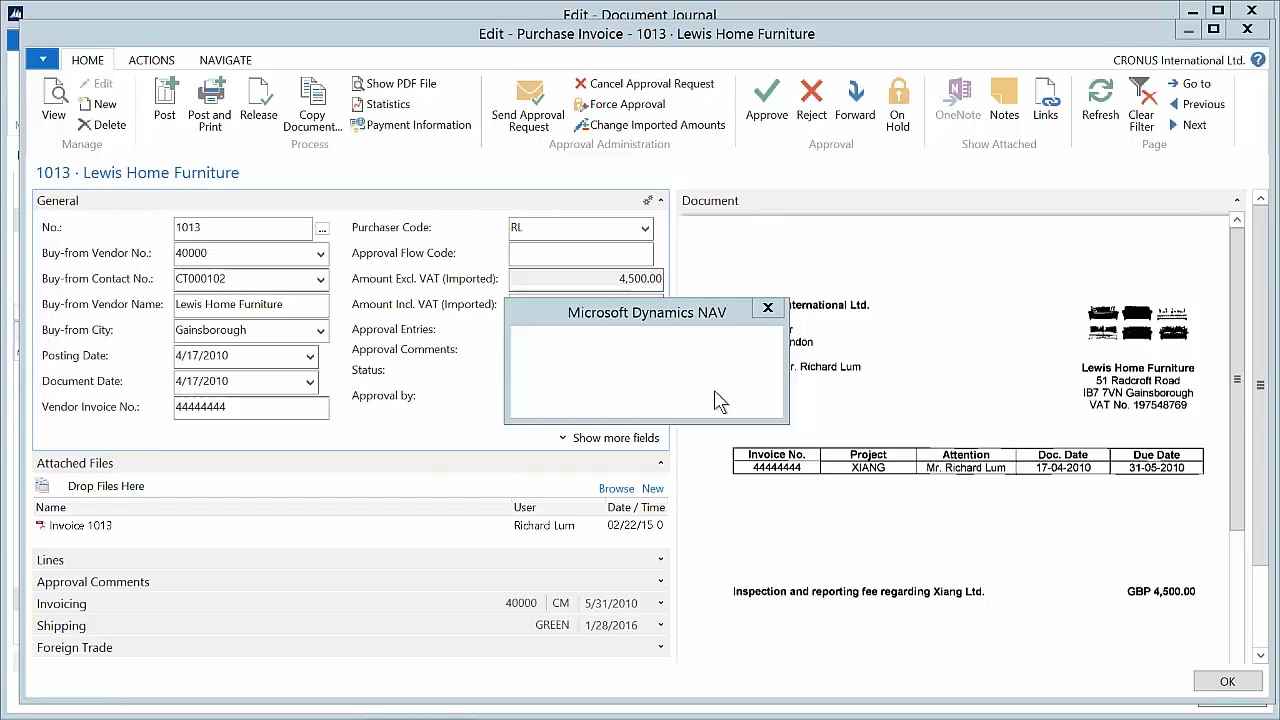 Edit - Document Journal
Edit - Purchase Invoice - 1013 · Lewis Home Furniture
HOME
ACTIONS
NAVIGATE
CRONUS International Ltd.
View
Edit
New
Delete
Manage
Post
Post and Print
Release
Copy Document...
Show PDF File
Statistics
Payment Information
Process
Send Approval Request
Cancel Approval Request
Force Approval
Change Imported Amounts
Approval Administration
Approve
Reject
Forward
On Hold
Approval
OneNote
Notes
Links
Show Attached
Refresh
Clear Filter
Go to
Previous
Next
Page
1013 · Lewis Home Furniture
General
No.: 1013
Buy-from Vendor No.: 40000
Buy-from Contact No.: CT000102
Buy-from Vendor Name: Lewis Home Furniture
Buy-from City: Gainsborough
Posting Date: 4/17/2010
Document Date: 4/17/2010
Vendor Invoice No.: 44444444
Purchaser Code: RL
Approval Flow Code:
Amount Excl. VAT (Imported): 4,500.00
Amount Incl. VAT (Imported):
Approval Entries:
Approval Comments:
Status:
Approval by:
Show more fields
Microsoft Dynamics NAV
Attached Files
Drop Files Here
Browse New
Name User Date / Time
Invoice 1013 Richard Lum 02/22/15 0
Lines
Approval Comments
Invoicing 40000 CM 5/31/2010
Shipping GREEN 1/28/2016
Foreign Trade
Document
nternational Ltd.
r
ndon
r. Richard Lum
Lewis Home Furniture
51 Radcroft Road
IB7 7VN Gainsborough
VAT No. 197548769
Invoice No. Project Attention Doc. Date Due Date
44444444 XIANG Mr. Richard Lum 17-04-2010 31-05-2010
Inspection and reporting fee regarding Xiang Ltd. GBP 4,500.00
OK